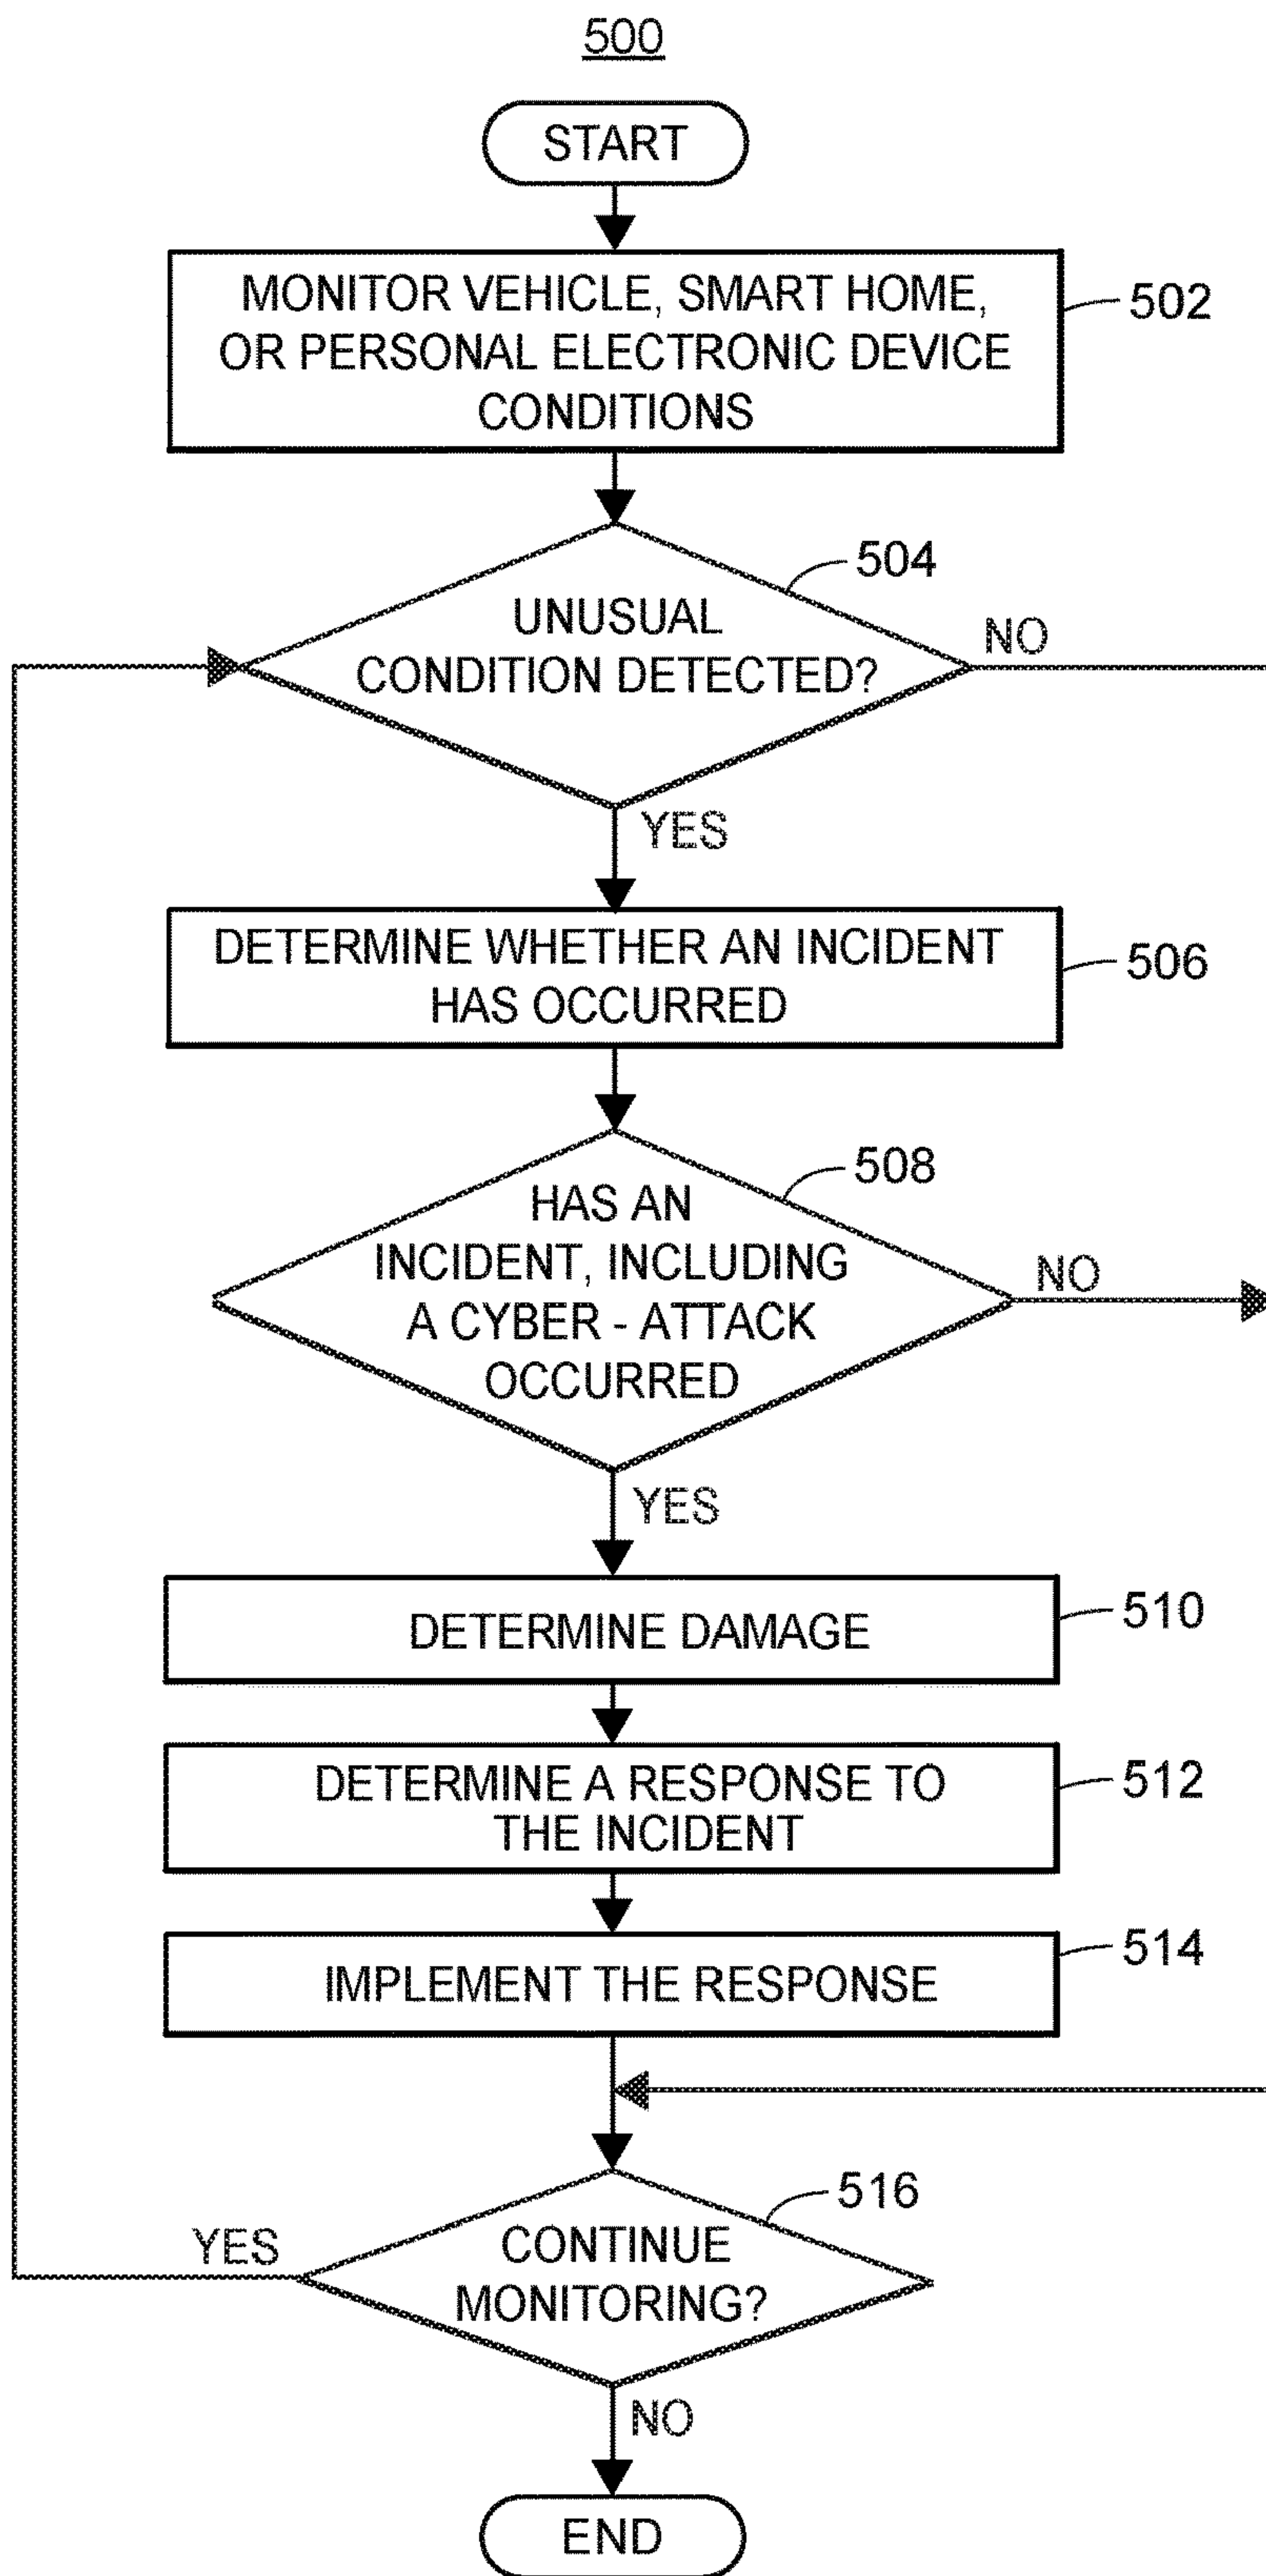 500
START
MONITOR VEHICLE, SMART HOME,
OR PERSONAL ELECTRONIC DEVICE
CONDITIONS
502
504
UNUSUAL
CONDITION DETECTED?
NO
YES
DETERMINE WHETHER AN INCIDENT
HAS OCCURRED
506
508
HAS AN
INCIDENT, INCLUDING
A CYBER - ATTACK
OCCURRED
NO
YES
DETERMINE DAMAGE
510
DETERMINE A RESPONSE TO
THE INCIDENT
512
IMPLEMENT THE RESPONSE
514
516
CONTINUE
MONITORING?
YES
NO
END